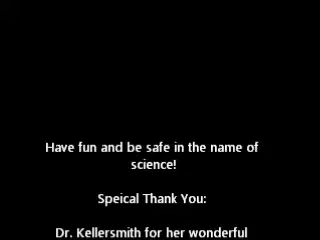 Have fun and be safe in the name of
science!
Speical Thank You:
Dr. Kellersmith for her wonderful